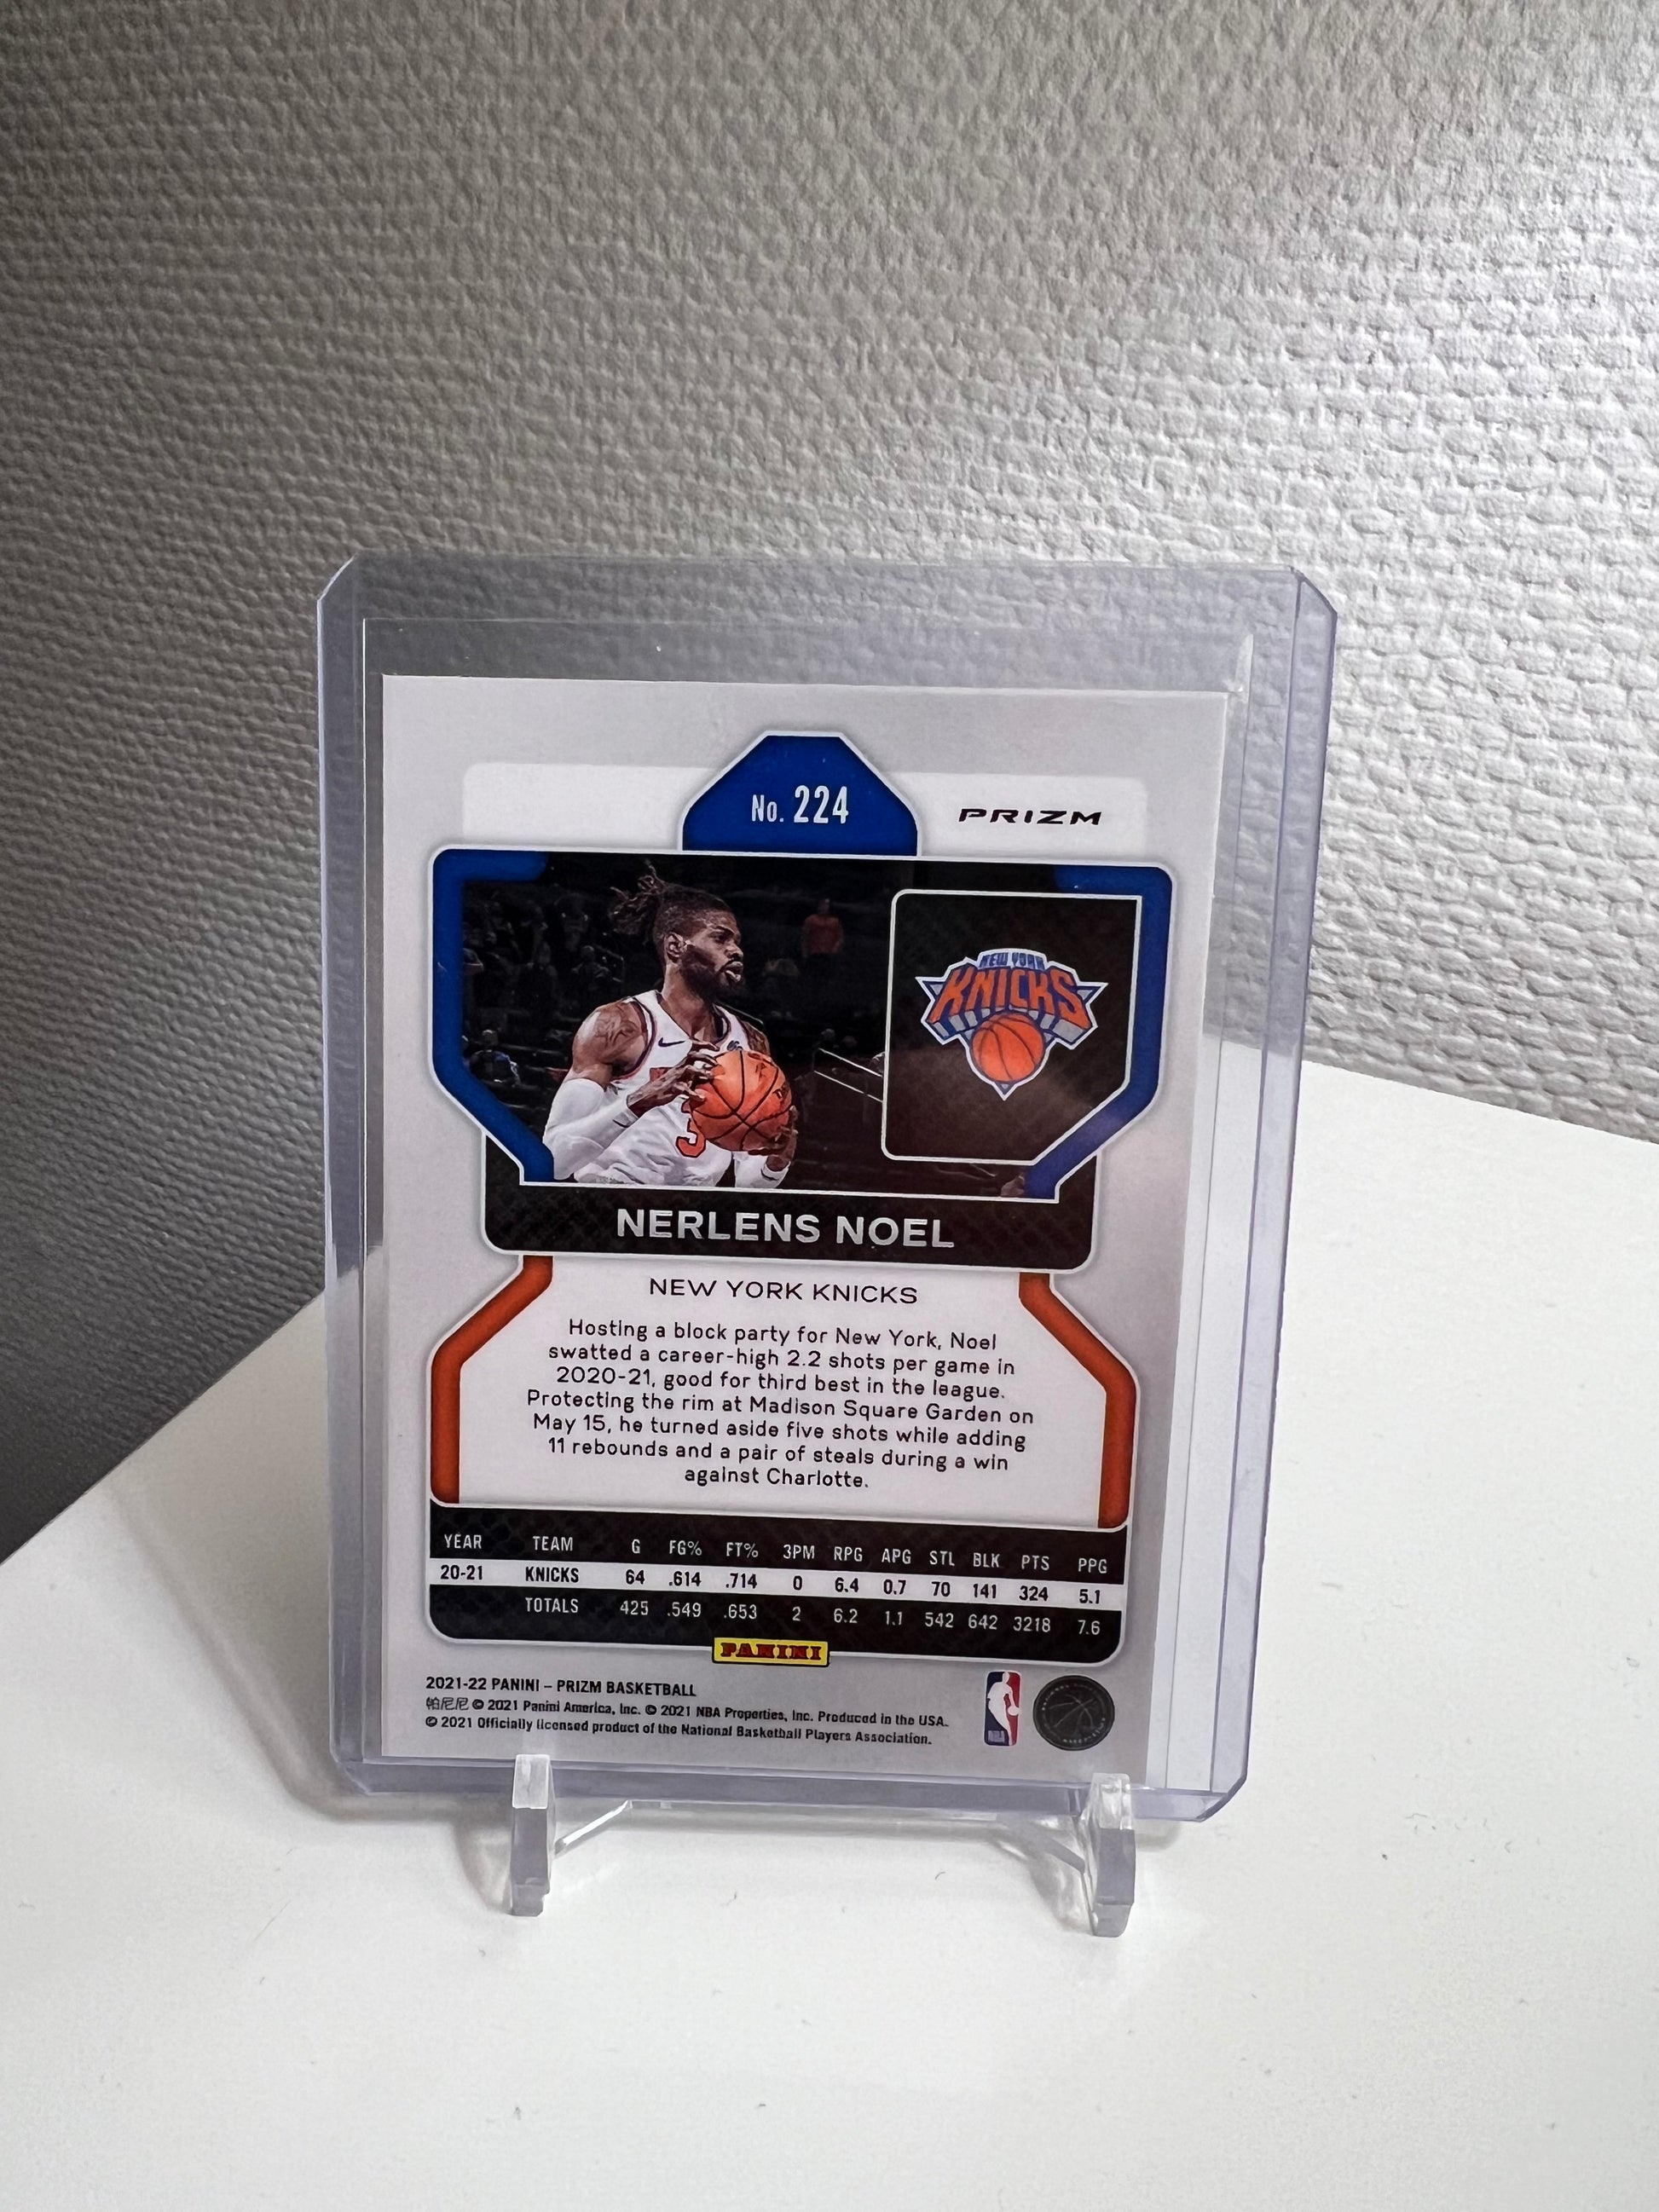 No. 224
PRIZM
NEW YORK
KNICKS
3
NERLENS NOEL
NEW YORK KNICKS
Hosting a block party for New York, Noel
swatted a career-high 2.2 shots per game in
2020-21, good for third best in the league.
Protecting the rim at Madison Square Garden on
May 15, he turned aside five shots while adding
11 rebounds and a pair of steals during a win
against Charlotte.
YEAR TEAM G FG% FT% 3PM RPG APG STL BLK PTS PPG
20-21 KNICKS 64 .614 .714 0 6.4 0.7 70 141 324 5.1
TOTALS 425 .549 .653 2 6.2 1.1 542 642 3218 7.6
PANINI
2021-22 PANINI – PRIZM BASKETBALL
帕尼尼 © 2021 Panini America, Inc. © 2021 NBA Properties, Inc. Produced in the USA.
© 2021 Officially licensed product of the National Basketball Players Association.
NBA